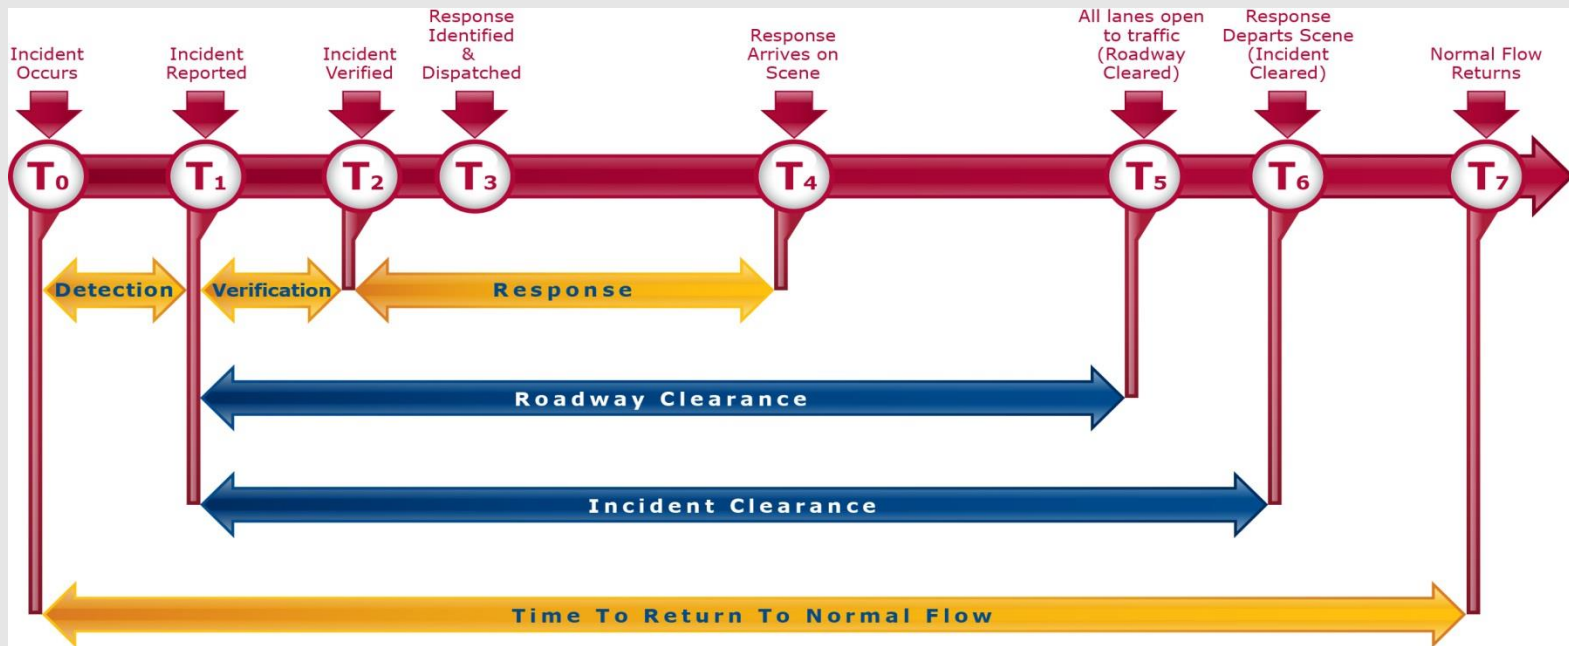 Incident
Occurs
Incident
Reported
Incident
Verified
Response
Identified
&
Dispatched
Response
Arrives on
Scene
All lanes open
to traffic
(Roadway
Cleared)
Response
Departs Scene
(Incident
Cleared)
Normal Flow
Returns
T0
T1
T2
T3
T4
T5
T6
T7
Detection
Verification
Response
Roadway Clearance
Incident Clearance
Time To Return To Normal Flow